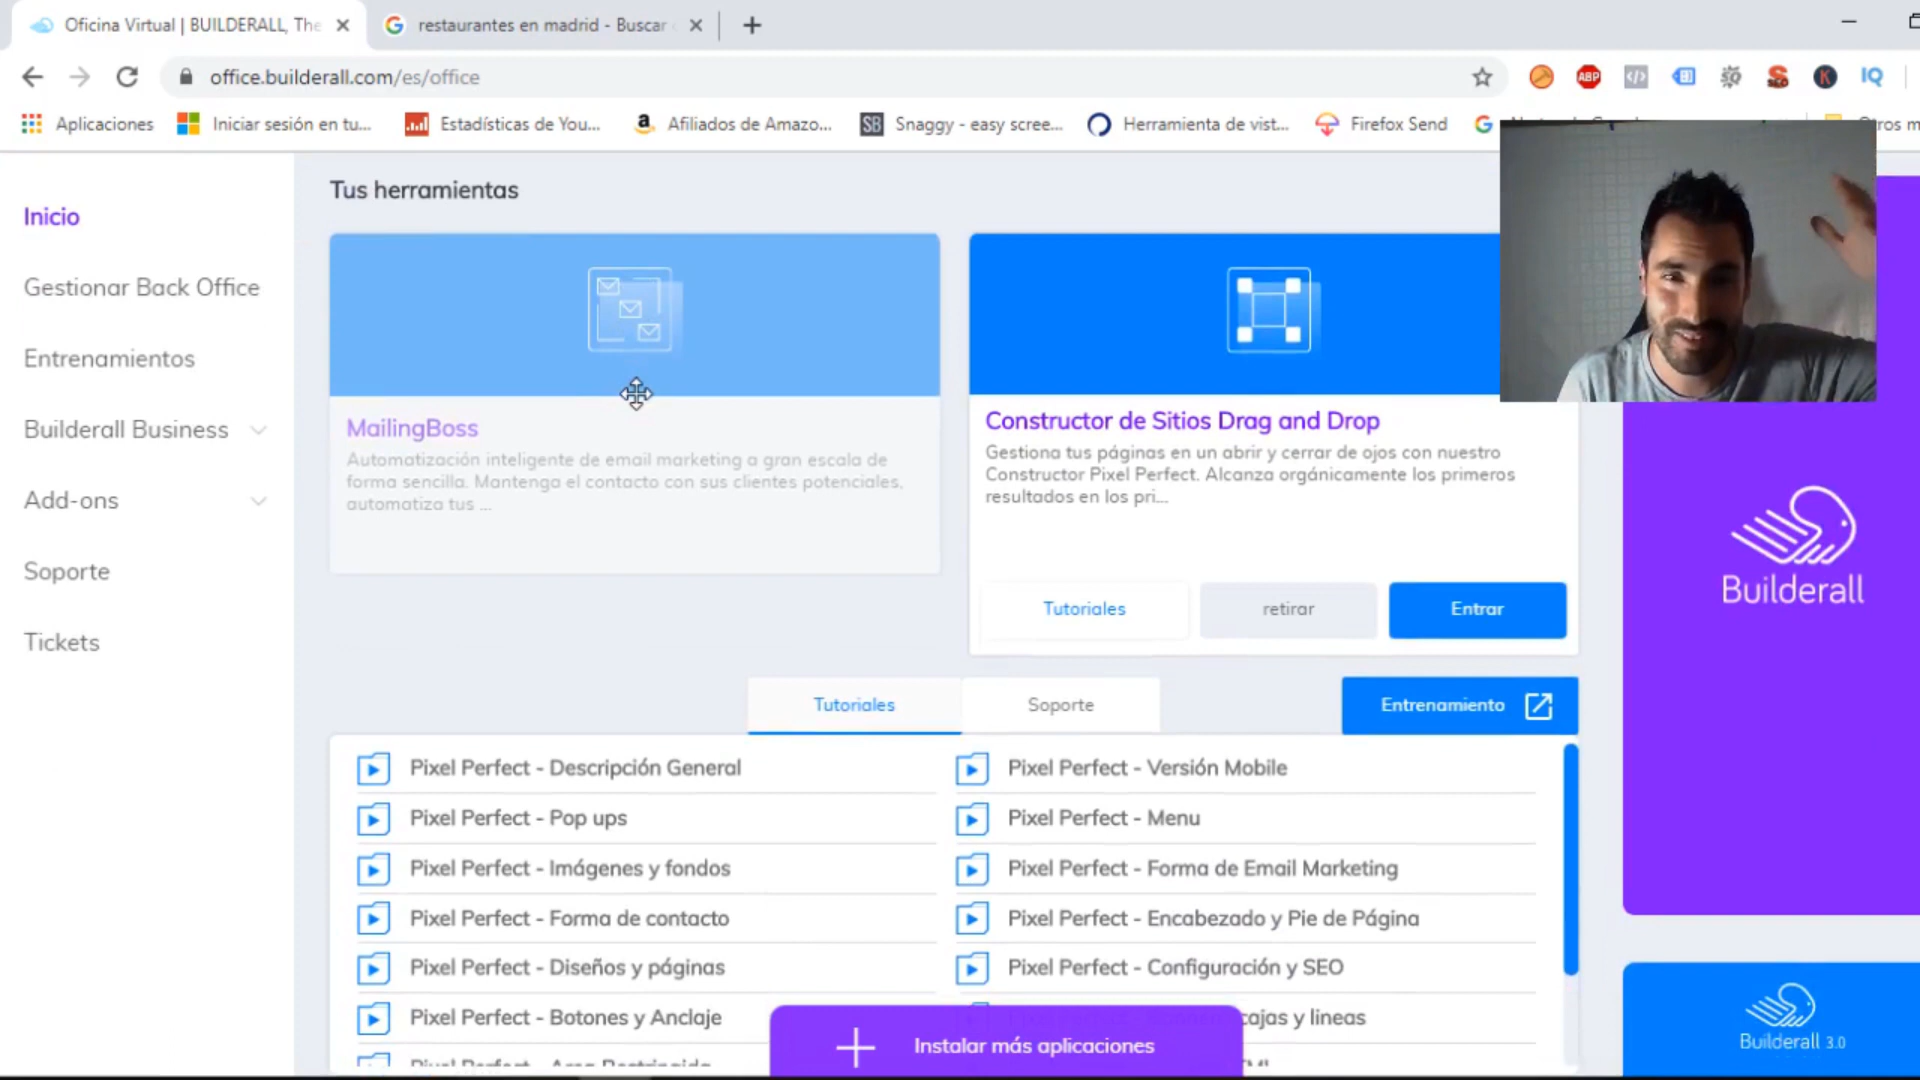 Oficina Virtual | BUILDERALL, The
restaurantes en madrid - Buscar
office.builderall.com/es/office
ABP
IQ
Aplicaciones
Iniciar sesión en tu...
Estadísticas de You...
Afiliados de Amazo...
SB
Snaggy - easy scree...
Herramienta de vist...
Firefox Send
Inicio
Gestionar Back Office
Entrenamientos
Builderall Business
Add-ons
Soporte
Tickets
Tus herramientas
MailingBoss
Automatización inteligente de email marketing a gran escala de
forma sencilla. Mantenga el contacto con sus clientes potenciales,
automatiza tus ...
Constructor de Sitios Drag and Drop
Gestiona tus páginas en un abrir y cerrar de ojos con nuestro
Constructor Pixel Perfect. Alcanza orgánicamente los primeros
resultados en los pri...
Tutoriales
retirar
Entrar
Tutoriales
Soporte
Entrenamiento
Pixel Perfect - Descripción General
Pixel Perfect - Versión Mobile
Pixel Perfect - Pop ups
Pixel Perfect - Menu
Pixel Perfect - Imágenes y fondos
Pixel Perfect - Forma de Email Marketing
Pixel Perfect - Forma de contacto
Pixel Perfect - Encabezado y Pie de Página
Pixel Perfect - Diseños y páginas
Pixel Perfect - Configuración y SEO
Pixel Perfect - Botones y Anclaje
cajas y lineas
Pixel Perfect - Area Restringida
Instalar más aplicaciones
Builderall
Builderall 3.0